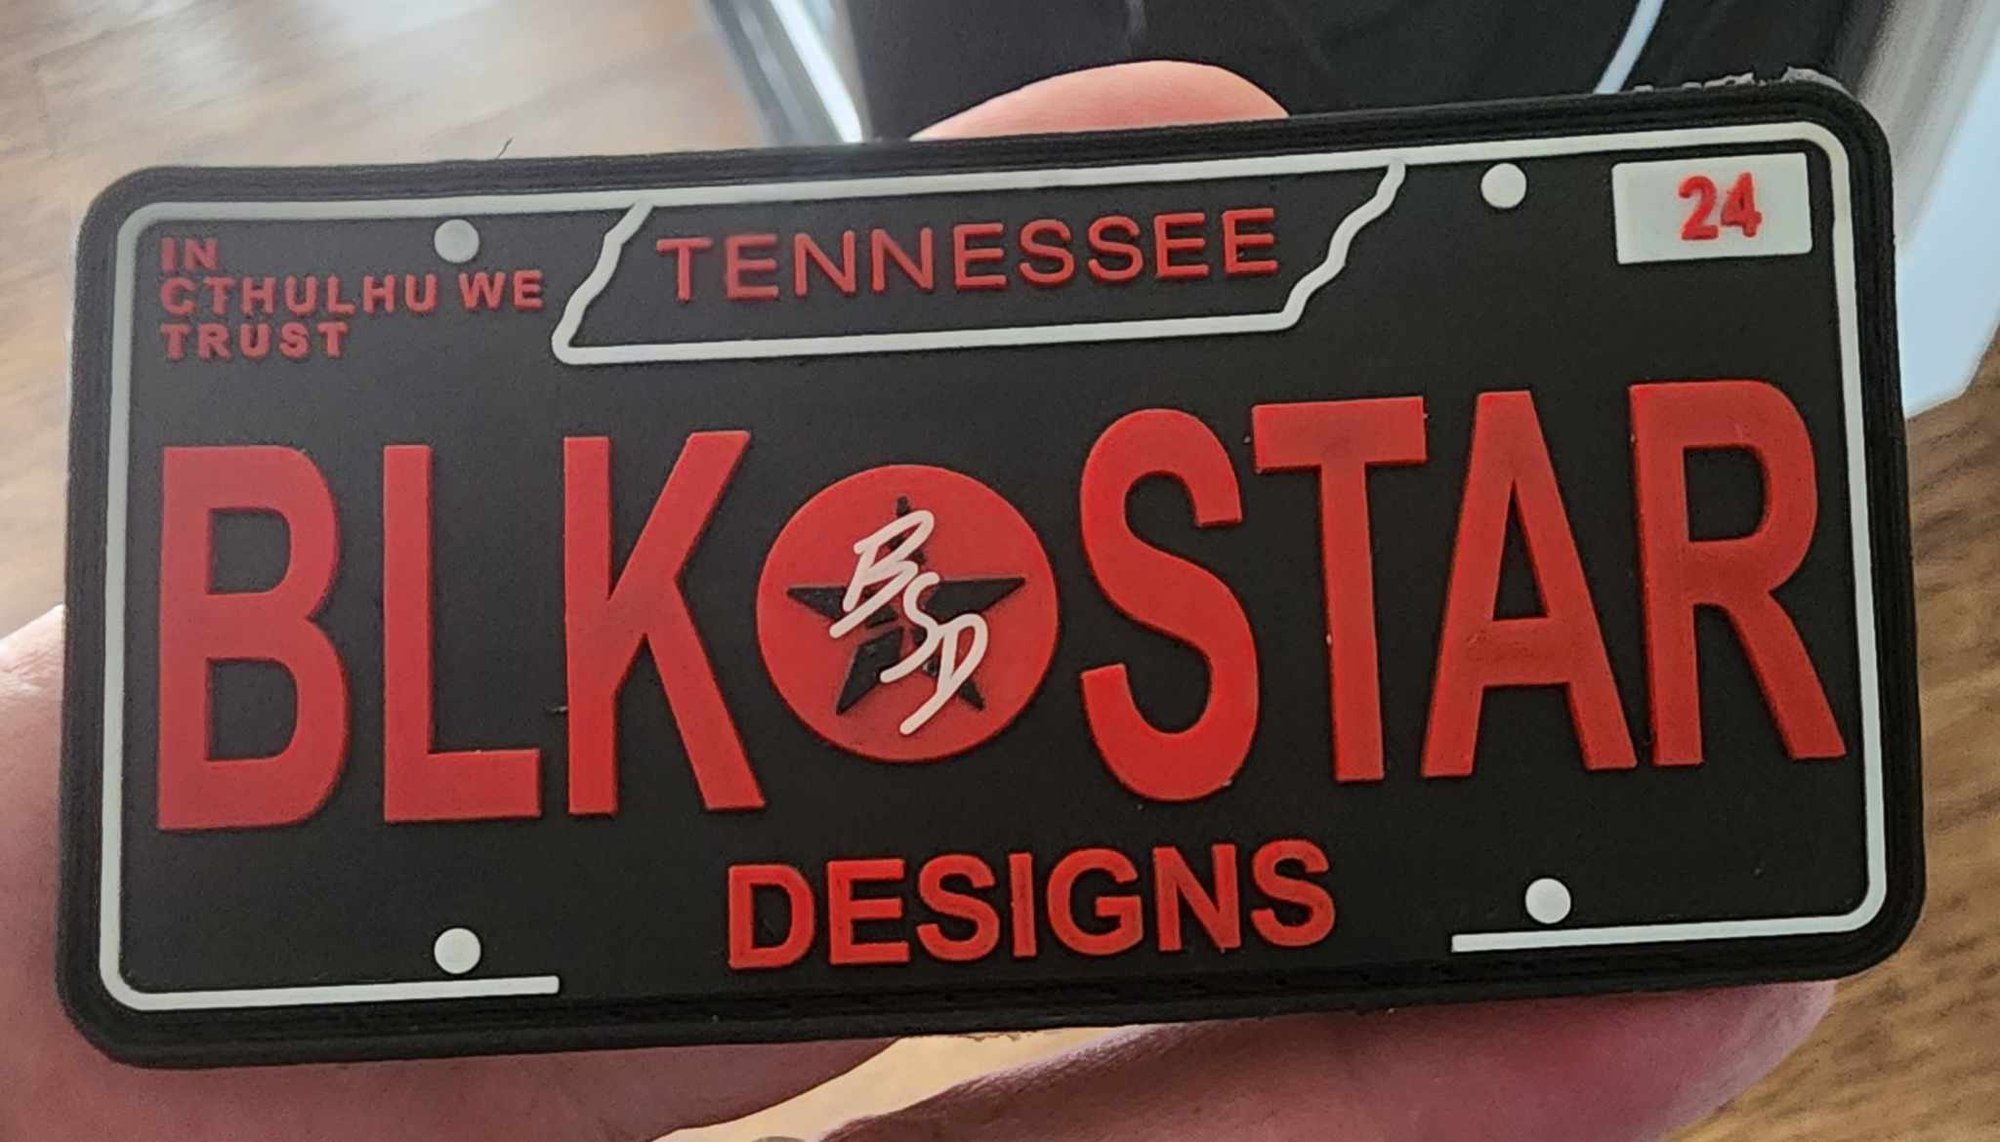 IN
CTHULHU WE
TRUST
TENNESSEE
24
BLK STAR
BSD
DESIGNS